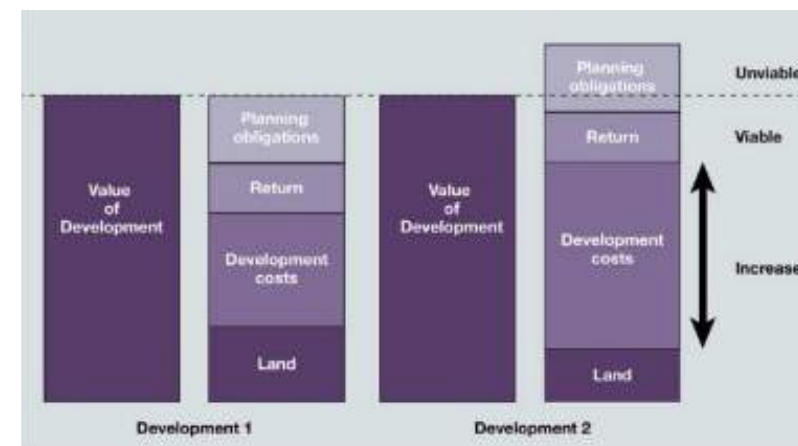 Value
of
Development
Planning
obligations
Return
Development
costs
Land
Development 1
Value
of
Development
Planning
obligations
Return
Development
costs
Land
Development 2
Unviable
Viable
Increase